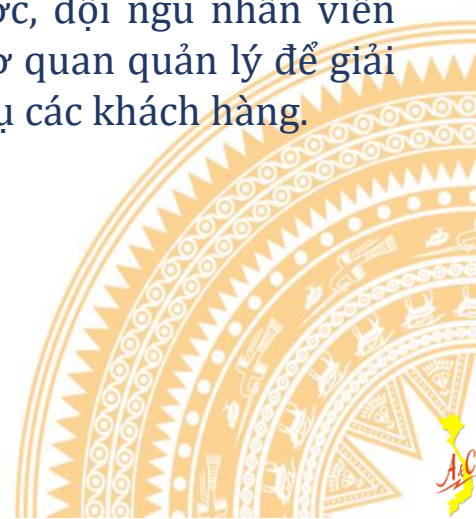 đội ngũ nhân viên
quan quản lý để giải
các khách hàng.
A&C